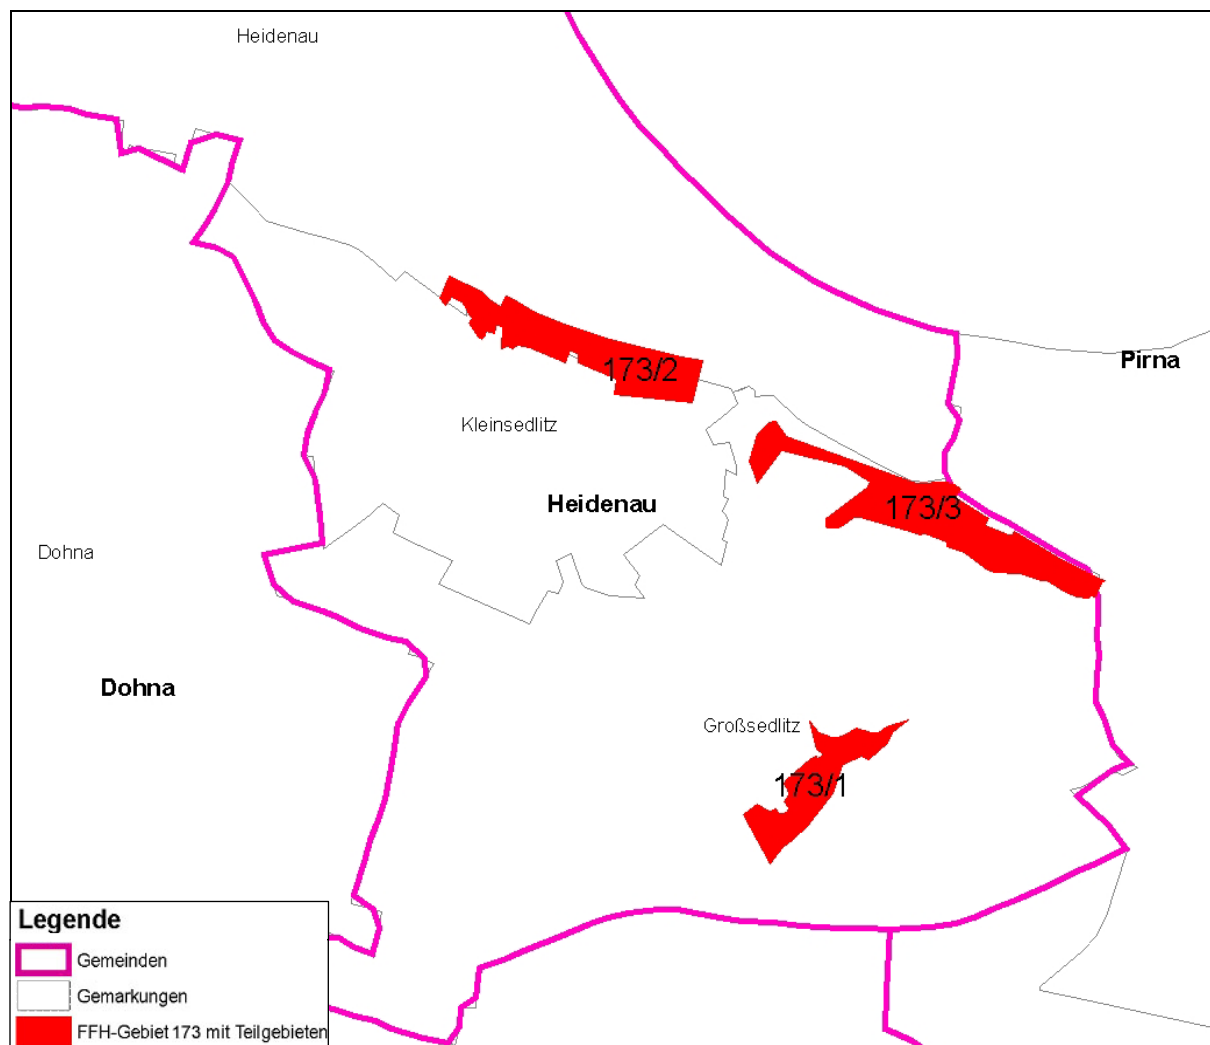 Heidenau
Pirna
173/2
Kleinsedlitz
Heidenau
173/3
Dohna
Dohna
Großsedlitz
173/1
Legende
Gemeinden
Gemarkungen
FFH-Gebiet 173 mit Teilgebieten